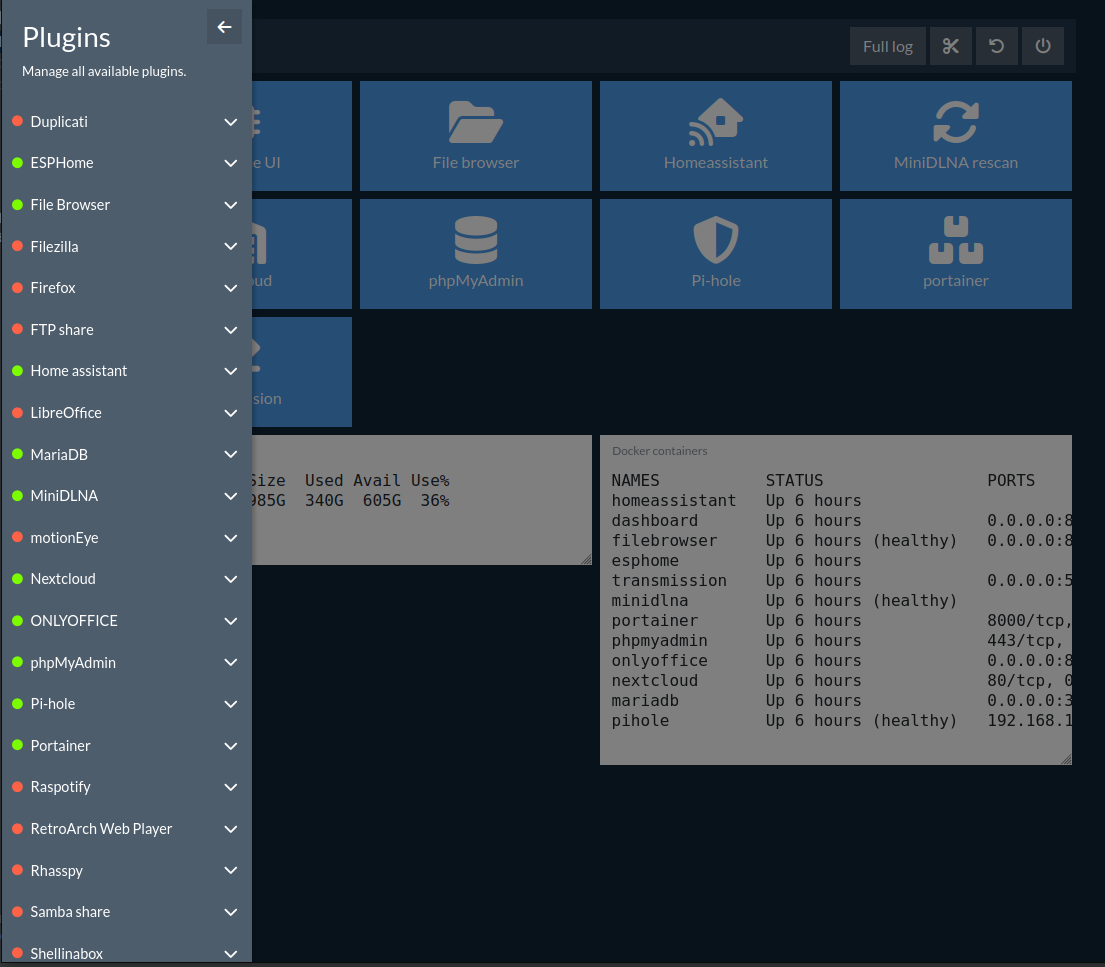 Plugins
Manage all available plugins.
Duplicati
ESPHome
File Browser
Filezilla
Firefox
FTP share
Home assistant
LibreOffice
MariaDB
MiniDLNA
motionEye
Nextcloud
ONLYOFFICE
phpMyAdmin
Pi-hole
Portainer
Raspotify
RetroArch Web Player
Rhasspy
Samba share
Shellinabox
Full log
e UI
File browser
Homeassistant
MiniDLNA rescan
oud
phpMyAdmin
Pi-hole
portainer
sion
Size Used Avail Use%
985G 340G 605G 36%
Docker containers
NAMES STATUS PORTS
homeassistant Up 6 hours
dashboard Up 6 hours 0.0.0.0:8
filebrowser Up 6 hours (healthy) 0.0.0.0:8
esphome Up 6 hours
transmission Up 6 hours 0.0.0.0:5
minidlna Up 6 hours (healthy)
portainer Up 6 hours 8000/tcp,
phpmyadmin Up 6 hours 443/tcp,
onlyoffice Up 6 hours 0.0.0.0:8
nextcloud Up 6 hours 80/tcp, 0
mariadb Up 6 hours 0.0.0.0:3
pihole Up 6 hours (healthy) 192.168.1